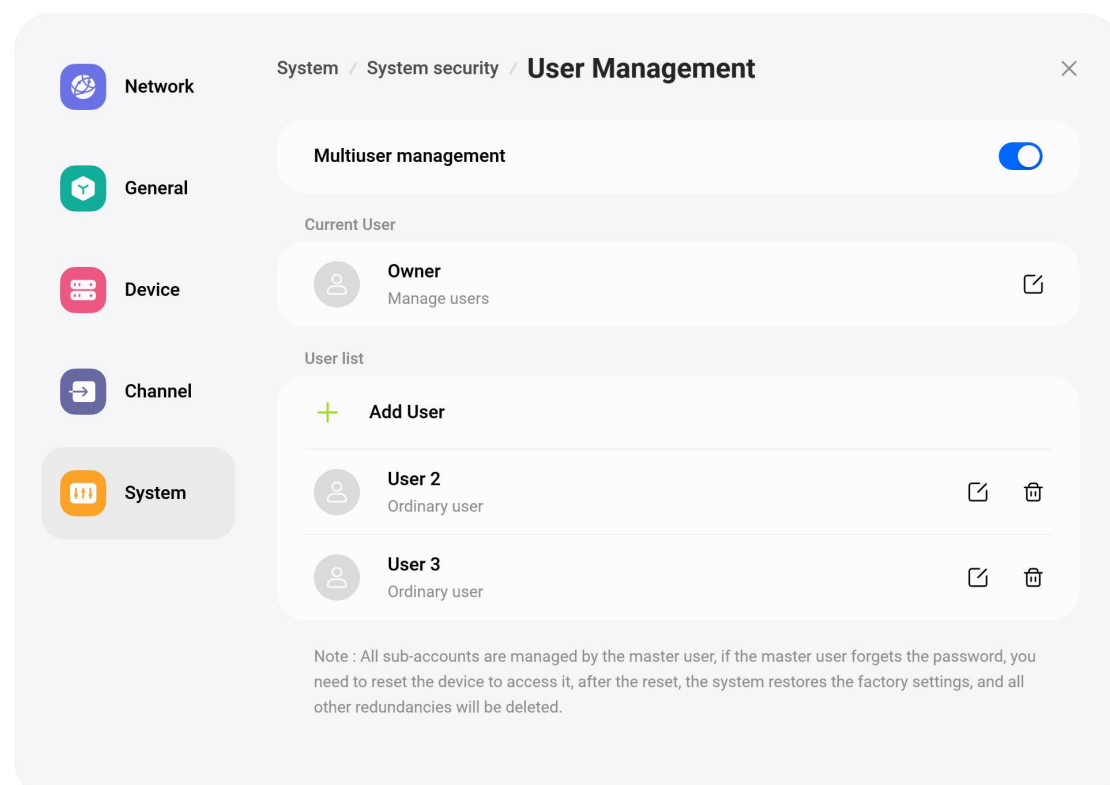 Network
General
Device
Channel
System
System / System security / User Management
Multiuser management
Current User
Owner
Manage users
User list
Add User
User 2
Ordinary user
User 3
Ordinary user
Note : All sub-accounts are managed by the master user, if the master user forgets the password, you
need to reset the device to access it, after the reset, the system restores the factory settings, and all
other redundancies will be deleted.